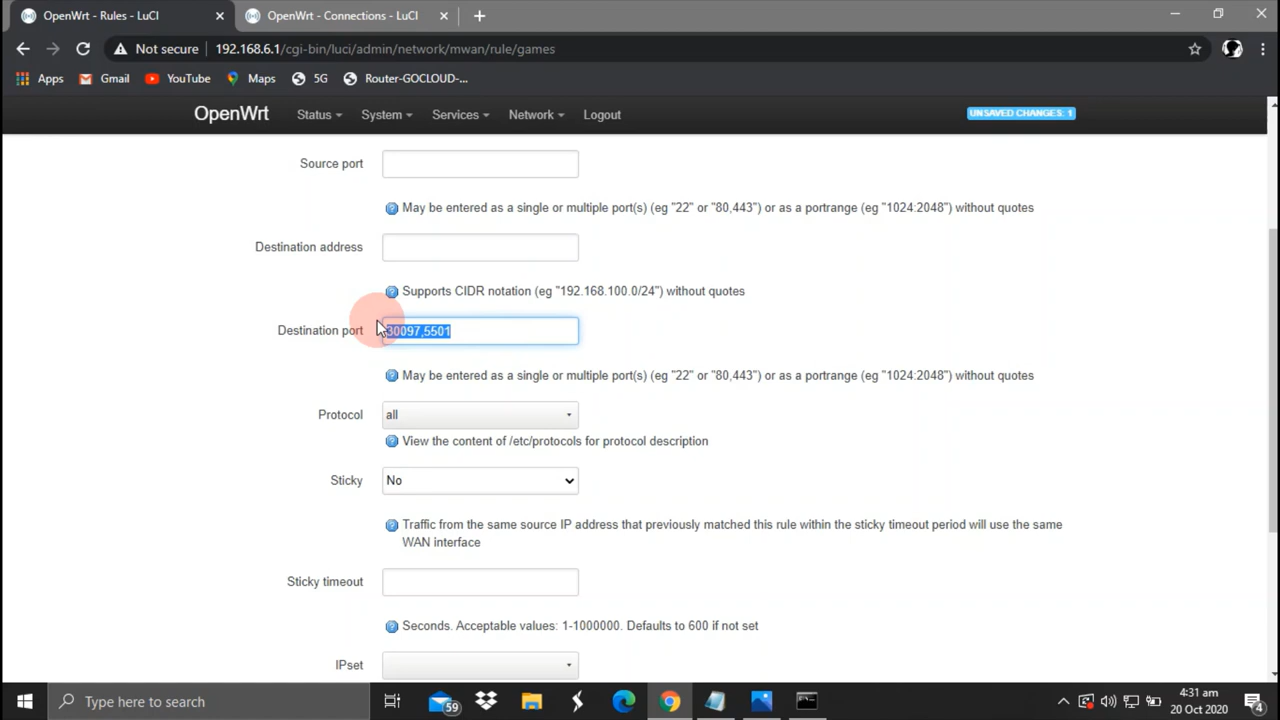 OpenWrt - Rules - LuCI
OpenWrt - Connections - LuCI
Not secure
192.168.6.1/cgi-bin/luci/admin/network/mwan/rule/games
Apps
Gmail
YouTube
Maps
5G
Router-GOCLOUD-...
OpenWrt
Status
System
Services
Network
Logout
UNSAVED CHANGES: 1
Source port
May be entered as a single or multiple port(s) (eg "22" or "80,443") or as a portrange (eg "1024:2048") without quotes
Destination address
Supports CIDR notation (eg "192.168.100.0/24") without quotes
Destination port
30097,5501
May be entered as a single or multiple port(s) (eg "22" or "80,443") or as a portrange (eg "1024:2048") without quotes
Protocol
all
View the content of /etc/protocols for protocol description
Sticky
No
Traffic from the same source IP address that previously matched this rule within the sticky timeout period will use the same
WAN interface
Sticky timeout
Seconds. Acceptable values: 1-1000000. Defaults to 600 if not set
IPset
Type here to search
59
4:31 am
20 Oct 2020
4